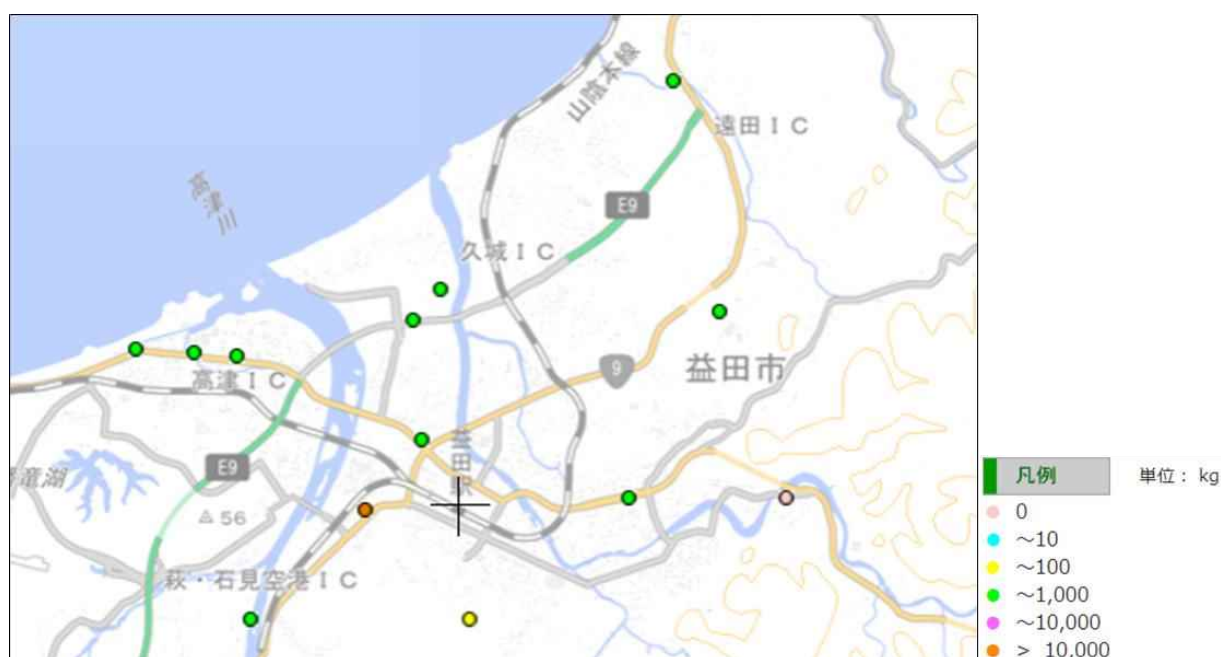 山陰本線
遠田ＩＣ
高津川
E9
久城ＩＣ
9
益田市
高津ＩＣ
益田駅
E9
竜湖
56
萩・石見空港ＩＣ
凡例
単位： kg
0
～10
～100
～1,000
～10,000
＞ 10,000